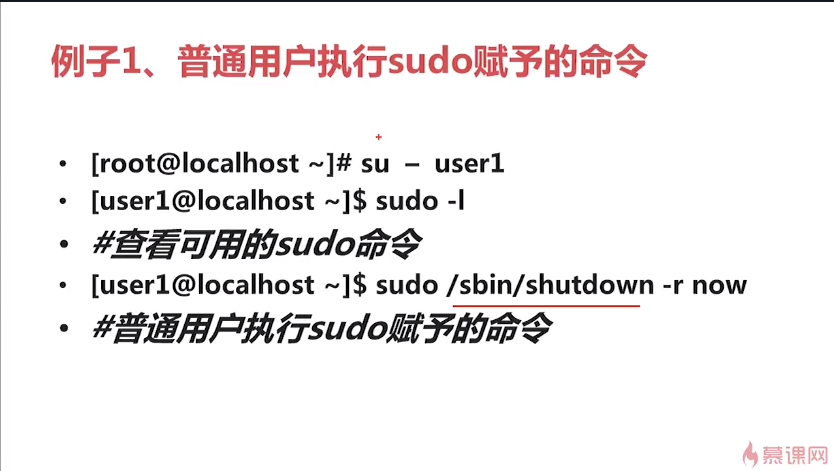 例子1、普通用户执行sudo赋予的命令
• [root@localhost ~]# su – user1
• [user1@localhost ~]$ sudo -l
• #查看可用的sudo命令
• [user1@localhost ~]$ sudo /sbin/shutdown -r now
• #普通用户执行sudo赋予的命令
慕课网